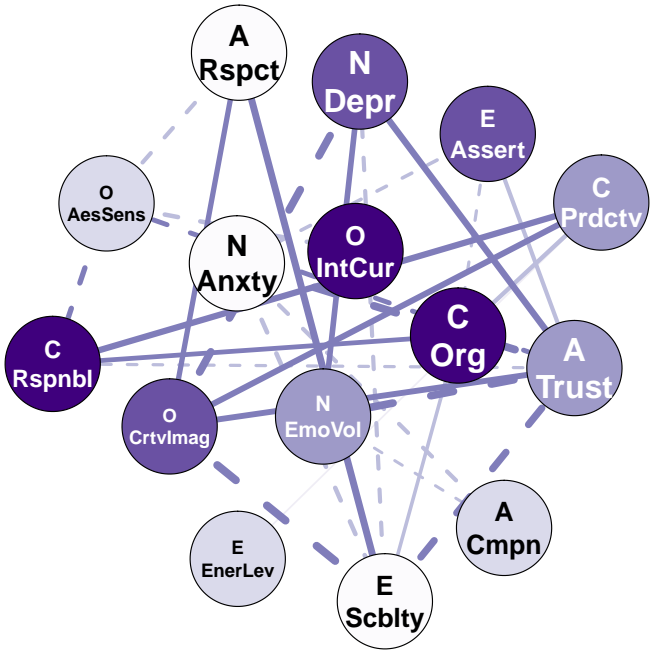 A
Rspct
N
Depr
E
Assert
C
Prdctv
O
AesSens
N
Anxty
O
IntCur
C
Org
C
Rspnbl
A
Trust
O
CrtvImag
N
EmoVol
A
Cmpn
E
EnerLev
E
Scblty